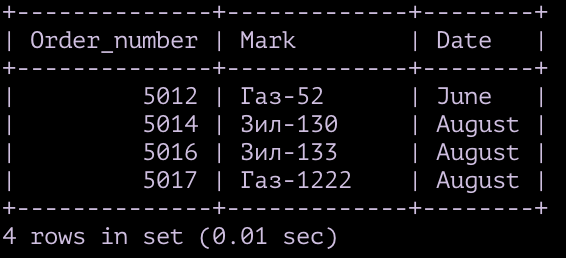 +--------------+-------------+--------+
| Order_number | Mark        | Date   |
+--------------+-------------+--------+
|         5012 | Газ-52      | June   |
|         5014 | Зил-130     | August |
|         5016 | Зил-133     | August |
|         5017 | Газ-1222    | August |
+--------------+-------------+--------+
4 rows in set (0.01 sec)